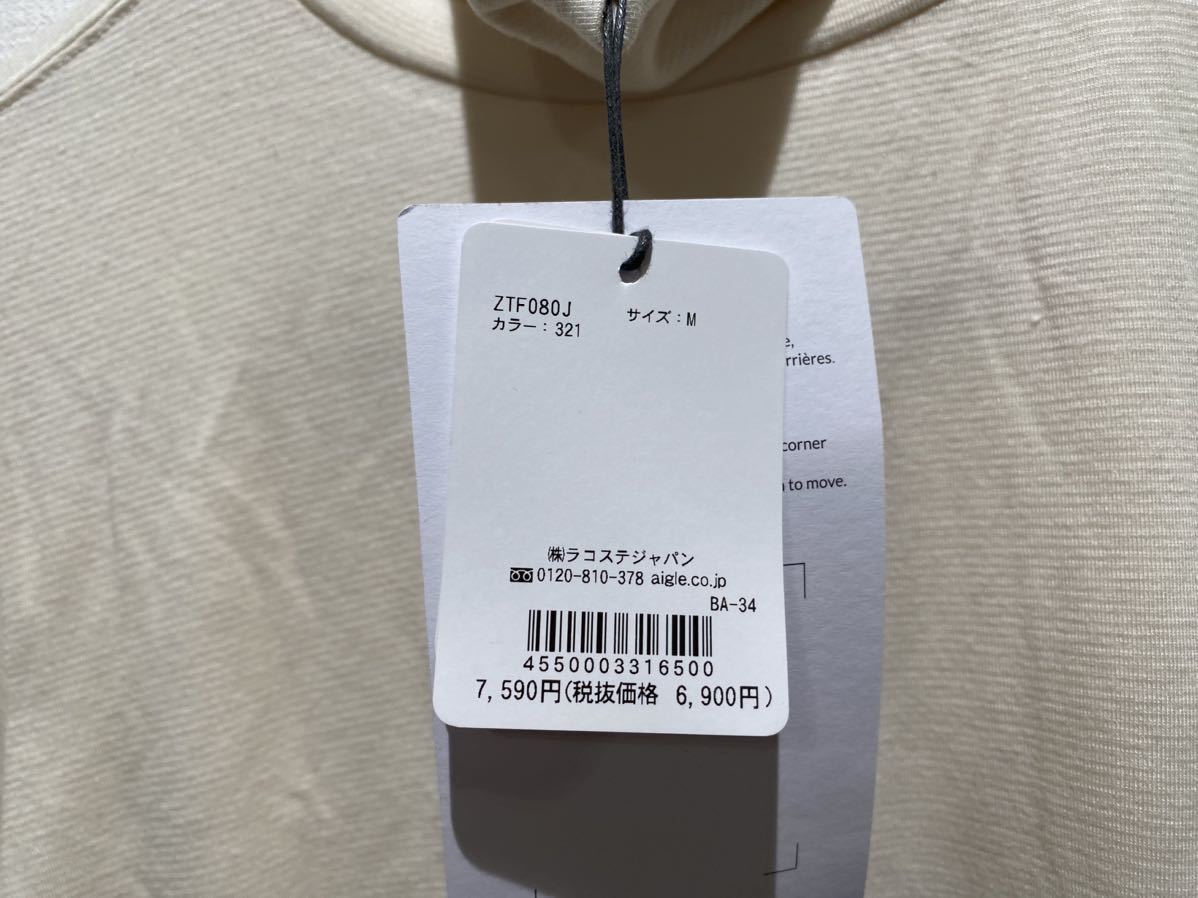 ZTF080J サイズ：M
カラー：321
㈱ラコステジャパン
0120-810-378 aigle.co.jp
BA-34
4550003316500
7,590円(税抜価格 6,900円)
corner
to move.